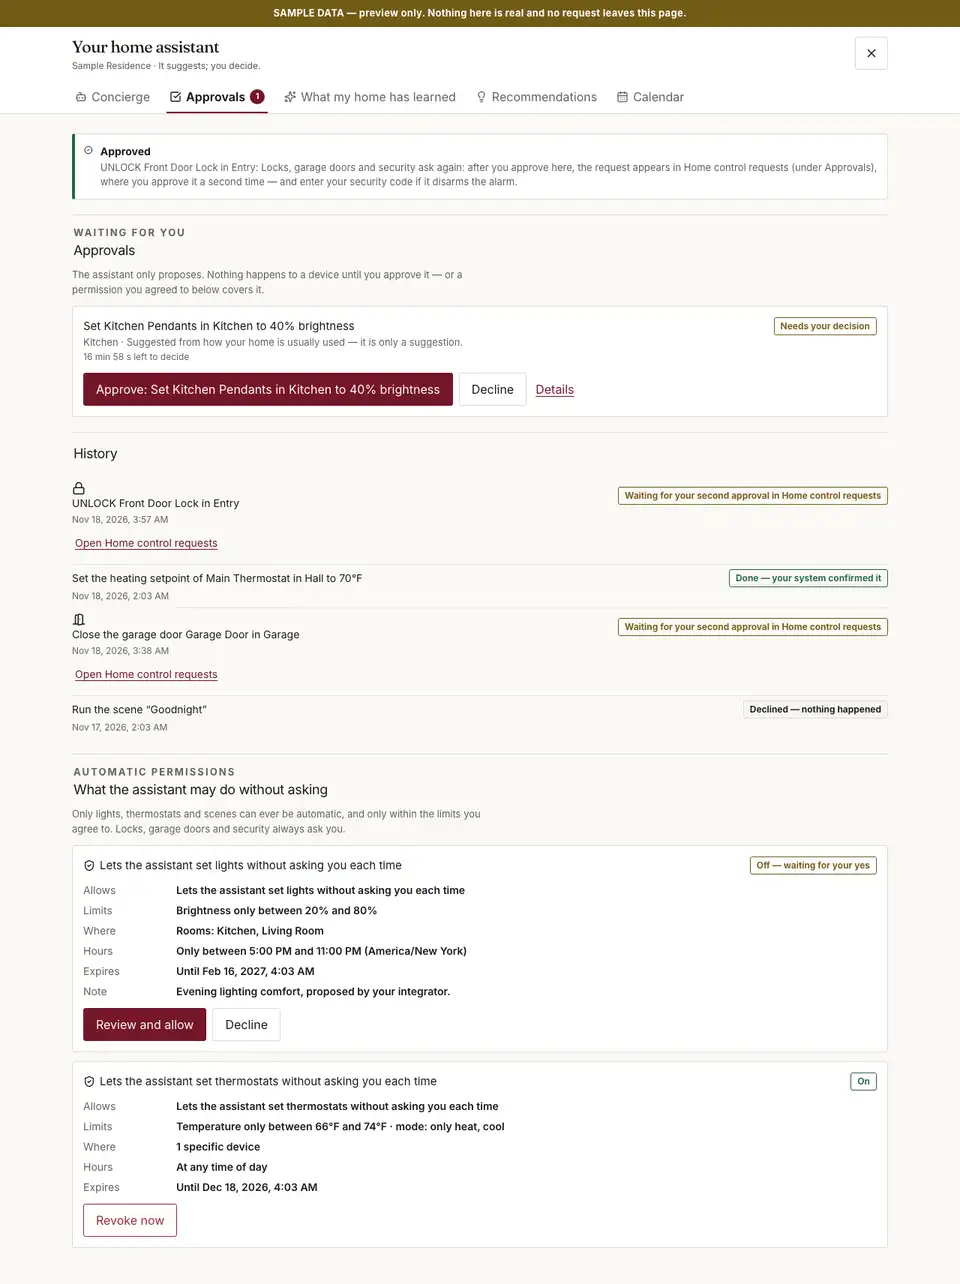 SAMPLE DATA — preview only. Nothing here is real and no request leaves this page.
Your home assistant
Sample Residence · It suggests; you decide.
Concierge
Approvals 1
What my home has learned
Recommendations
Calendar
Approved
UNLOCK Front Door Lock in Entry: Locks, garage doors and security ask again: after you approve here, the request appears in Home control requests (under Approvals),
where you approve it a second time — and enter your security code if it disarms the alarm.
WAITING FOR YOU
Approvals
The assistant only proposes. Nothing happens to a device until you approve it — or a
permission you agreed to below covers it.
Set Kitchen Pendants in Kitchen to 40% brightness
Needs your decision
Kitchen · Suggested from how your home is usually used — it is only a suggestion.
16 min 58 s left to decide
Approve: Set Kitchen Pendants in Kitchen to 40% brightness
Decline
Details
History
UNLOCK Front Door Lock in Entry
Waiting for your second approval in Home control requests
Nov 18, 2026, 3:57 AM
Open Home control requests
Set the heating setpoint of Main Thermostat in Hall to 70°F
Done — your system confirmed it
Nov 18, 2026, 2:03 AM
Close the garage door Garage Door in Garage
Waiting for your second approval in Home control requests
Nov 18, 2026, 3:38 AM
Open Home control requests
Run the scene “Goodnight”
Declined — nothing happened
Nov 17, 2026, 2:03 AM
AUTOMATIC PERMISSIONS
What the assistant may do without asking
Only lights, thermostats and scenes can ever be automatic, and only within the limits you
agree to. Locks, garage doors and security always ask you.
Lets the assistant set lights without asking you each time
Off — waiting for your yes
Allows Lets the assistant set lights without asking you each time
Limits Brightness only between 20% and 80%
Where Rooms: Kitchen, Living Room
Hours Only between 5:00 PM and 11:00 PM (America/New York)
Expires Until Feb 16, 2027, 4:03 AM
Note Evening lighting comfort, proposed by your integrator.
Review and allow
Decline
Lets the assistant set thermostats without asking you each time
On
Allows Lets the assistant set thermostats without asking you each time
Limits Temperature only between 66°F and 74°F · mode: only heat, cool
Where 1 specific device
Hours At any time of day
Expires Until Dec 18, 2026, 4:03 AM
Revoke now